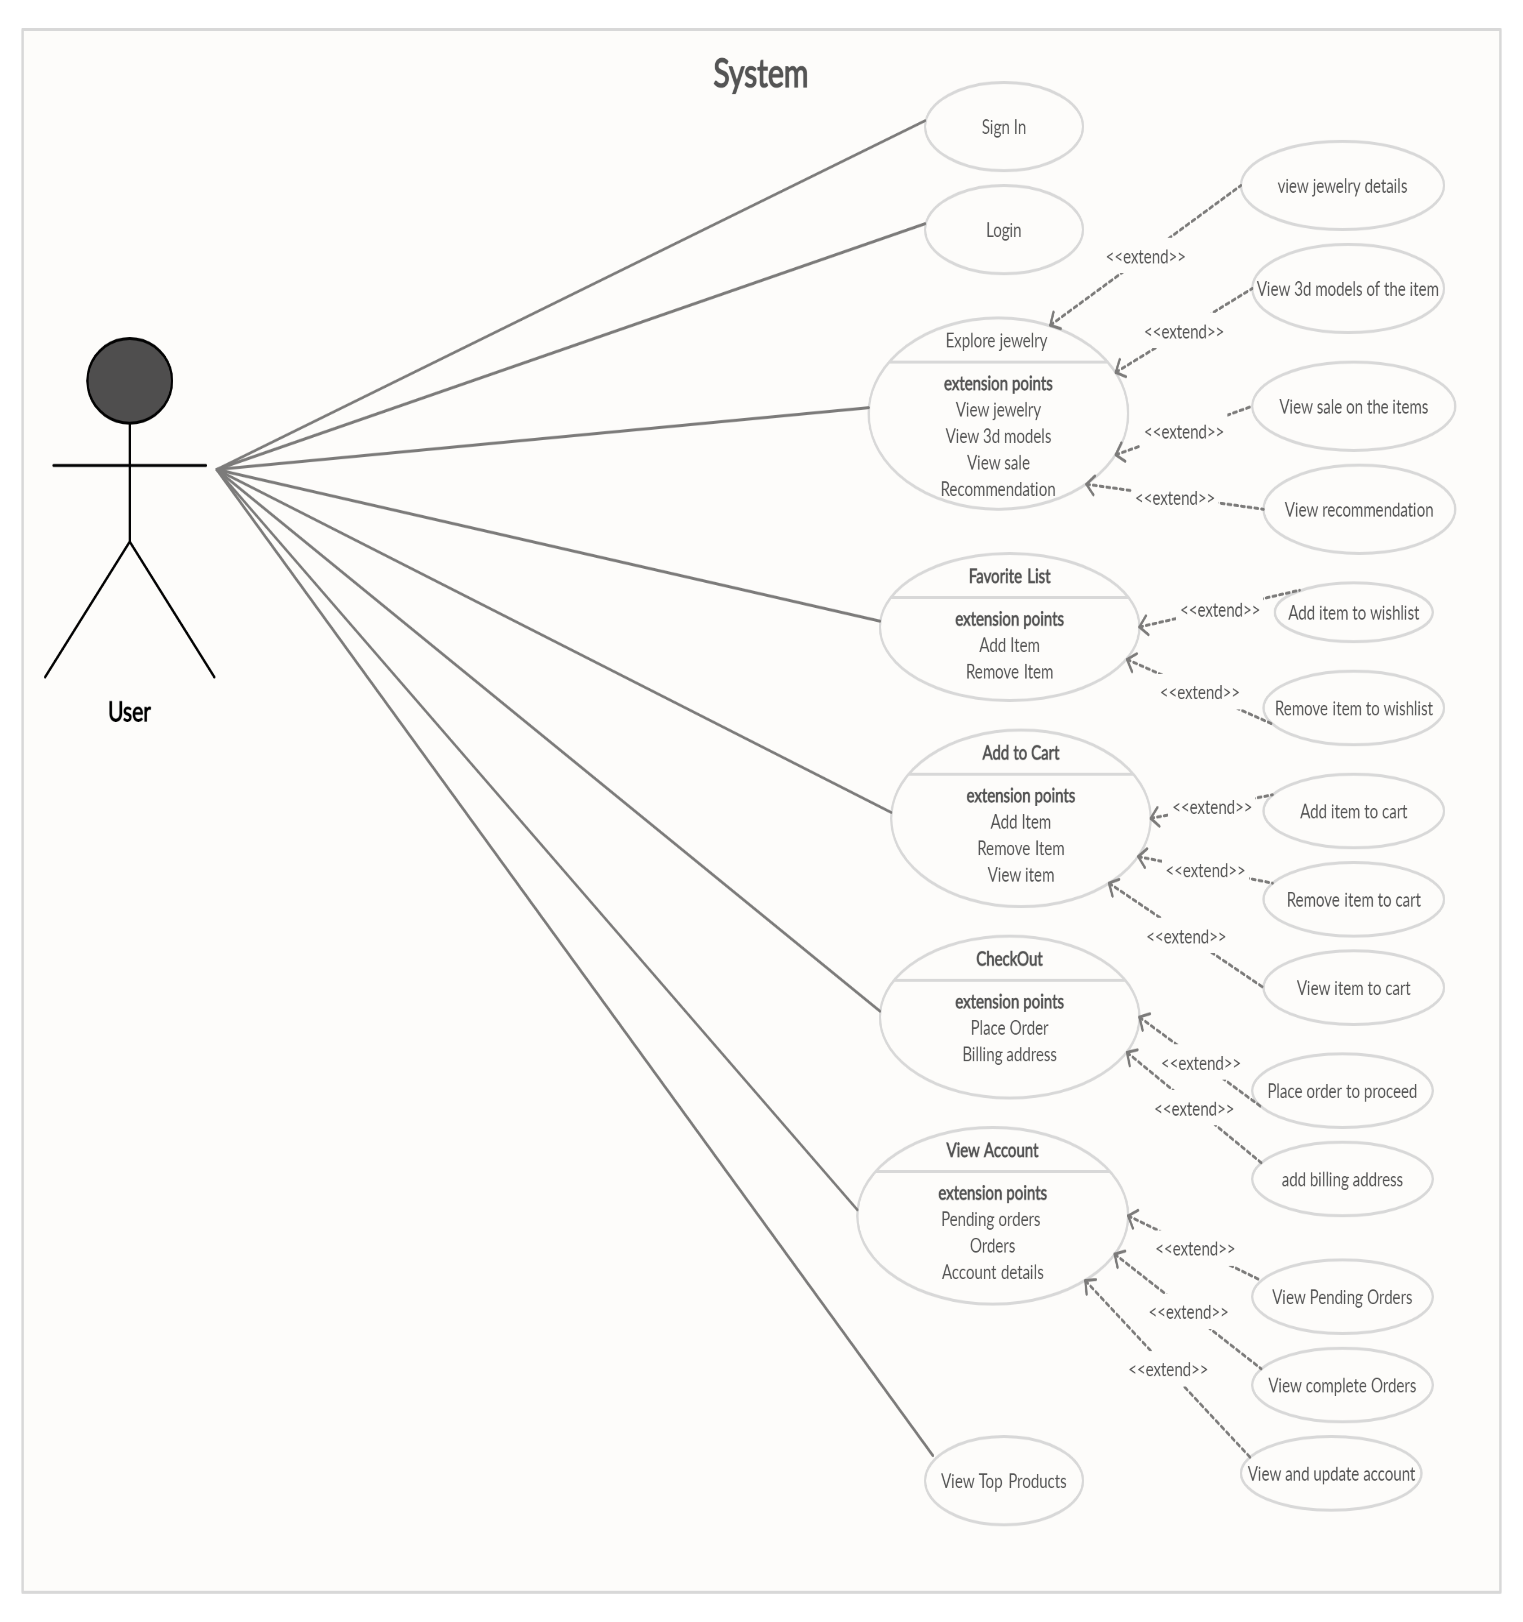 System
Sign In
Login
view jewelry details
<<extend>>
View 3d models of the item
<<extend>>
Explore jewelry
extension points
View jewelry
View 3d models
View sale
Recommendation
View sale on the items
<<extend>>
<<extend>>
View recommendation
User
Favorite List
extension points
Add Item
Remove Item
<<extend>>
Add item to wishlist
<<extend>>
Remove item to wishlist
Add to Cart
extension points
Add Item
Remove Item
View item
<<extend>>
Add item to cart
<<extend>>
Remove item to cart
<<extend>>
View item to cart
CheckOut
extension points
Place Order
Billing address
<<extend>>
Place order to proceed
<<extend>>
add billing address
View Account
extension points
Pending orders
Orders
Account details
<<extend>>
View Pending Orders
<<extend>>
View complete Orders
<<extend>>
View and update account
View Top Products